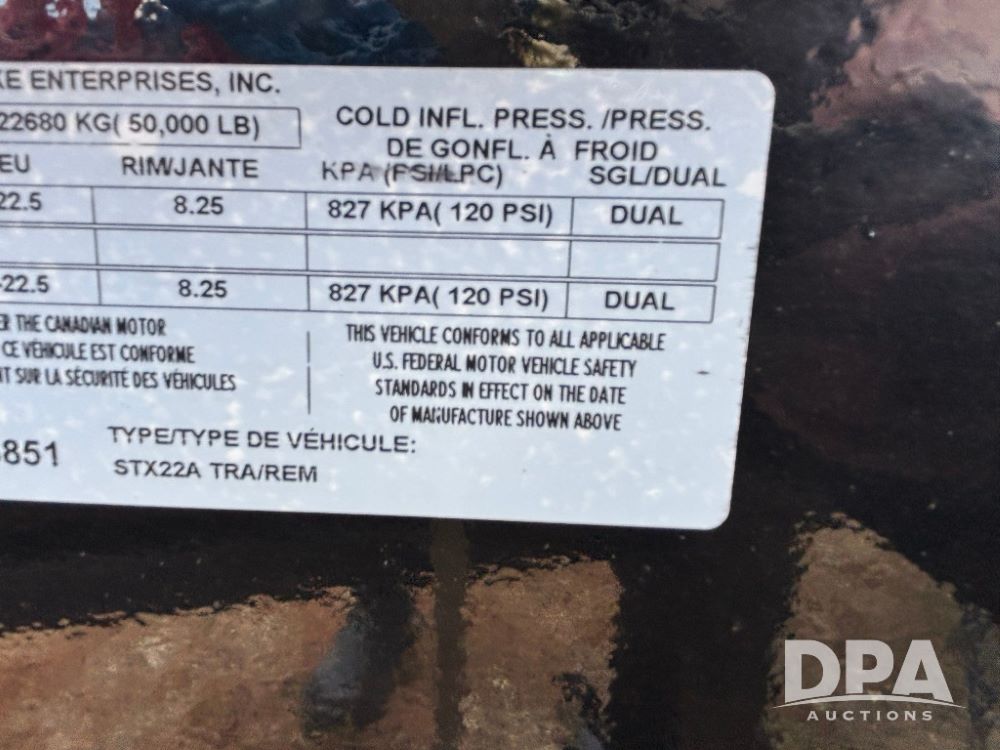 KE ENTERPRISES, INC.
22680 KG( 50,000 LB)
COLD INFL. PRESS. /PRESS.
DE GONFL. À FROID
EU RIM/JANTE KPA (PSI/LPC) SGL/DUAL
22.5 8.25 827 KPA( 120 PSI) DUAL
22.5 8.25 827 KPA( 120 PSI) DUAL
ER THE CANADIAN MOTOR
CE VÉHICULE EST CONFORME
NT SUR LA SÉCURITÉ DES VÉHICULES
THIS VEHICLE CONFORMS TO ALL APPLICABLE
U.S. FEDERAL MOTOR VEHICLE SAFETY
STANDARDS IN EFFECT ON THE DATE
OF MANUFACTURE SHOWN ABOVE
851 TYPE/TYPE DE VÉHICULE:
STX22A TRA/REM
DPA
AUCTIONS